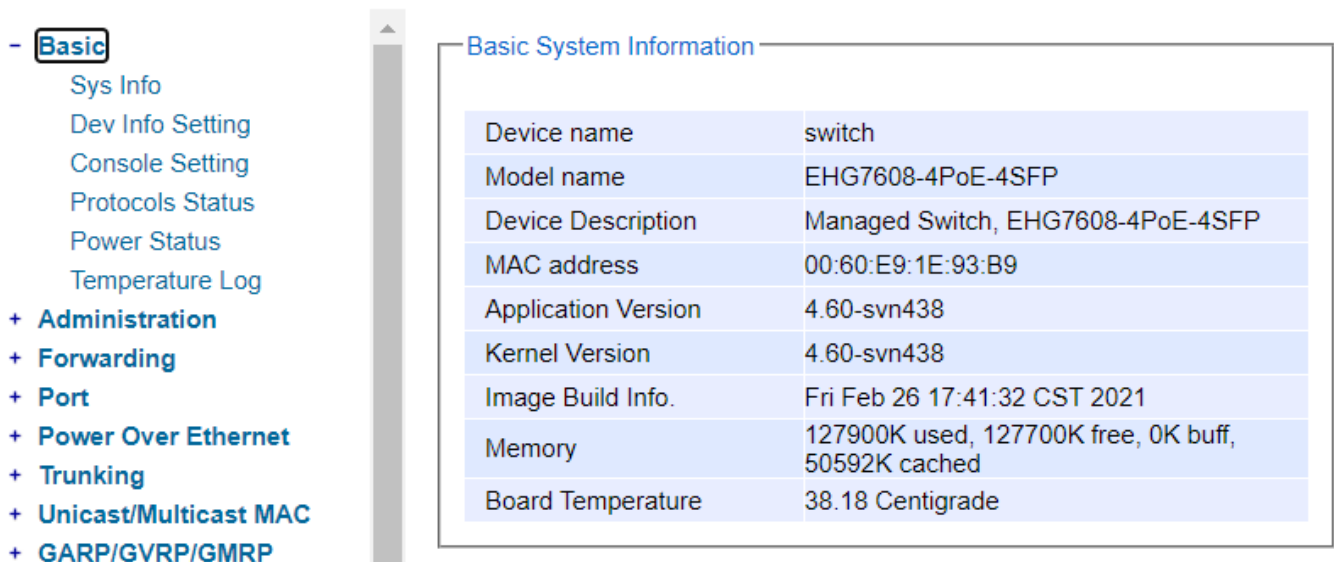 − Basic
Sys Info
Dev Info Setting
Console Setting
Protocols Status
Power Status
Temperature Log
+ Administration
+ Forwarding
+ Port
+ Power Over Ethernet
+ Trunking
+ Unicast/Multicast MAC
+ GARP/GVRP/GMRP
Basic System Information
Device name switch
Model name EHG7608-4PoE-4SFP
Device Description Managed Switch, EHG7608-4PoE-4SFP
MAC address 00:60:E9:1E:93:B9
Application Version 4.60-svn438
Kernel Version 4.60-svn438
Image Build Info. Fri Feb 26 17:41:32 CST 2021
Memory 127900K used, 127700K free, 0K buff,
50592K cached
Board Temperature 38.18 Centigrade